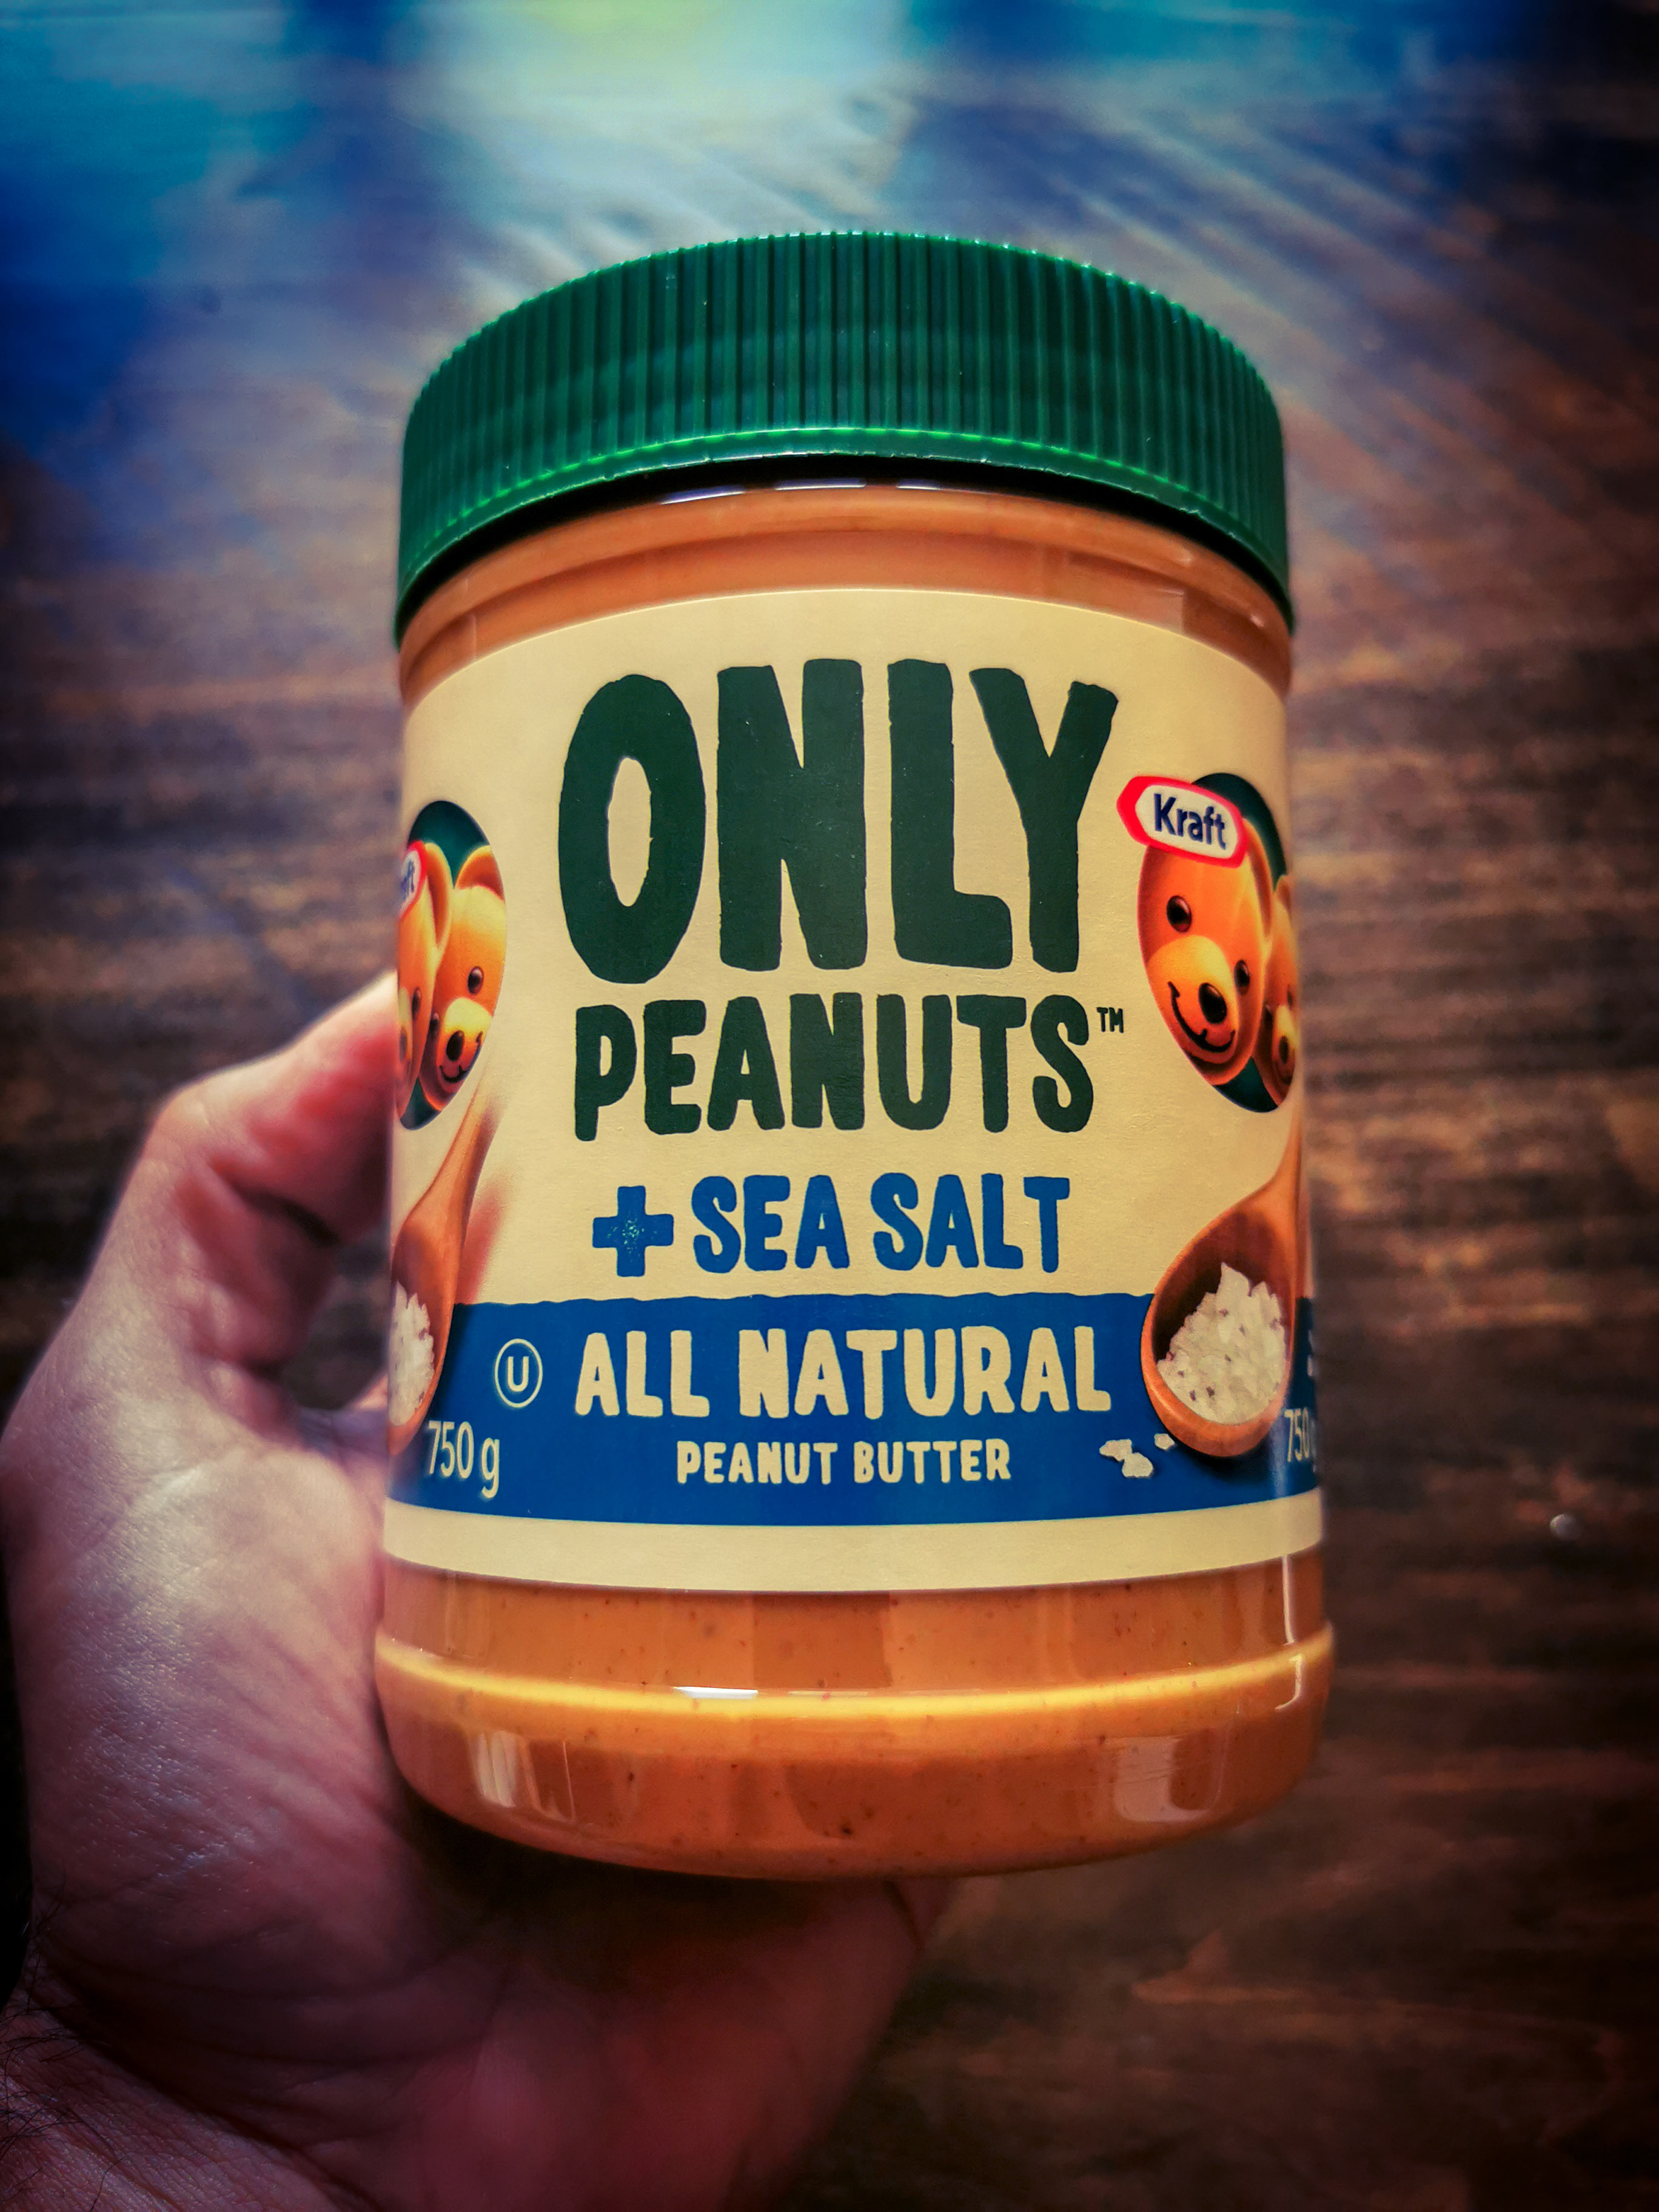 ONLY
Kraft
PEANUTS™
+ SEA SALT
U ALL NATURAL
750 g
PEANUT BUTTER